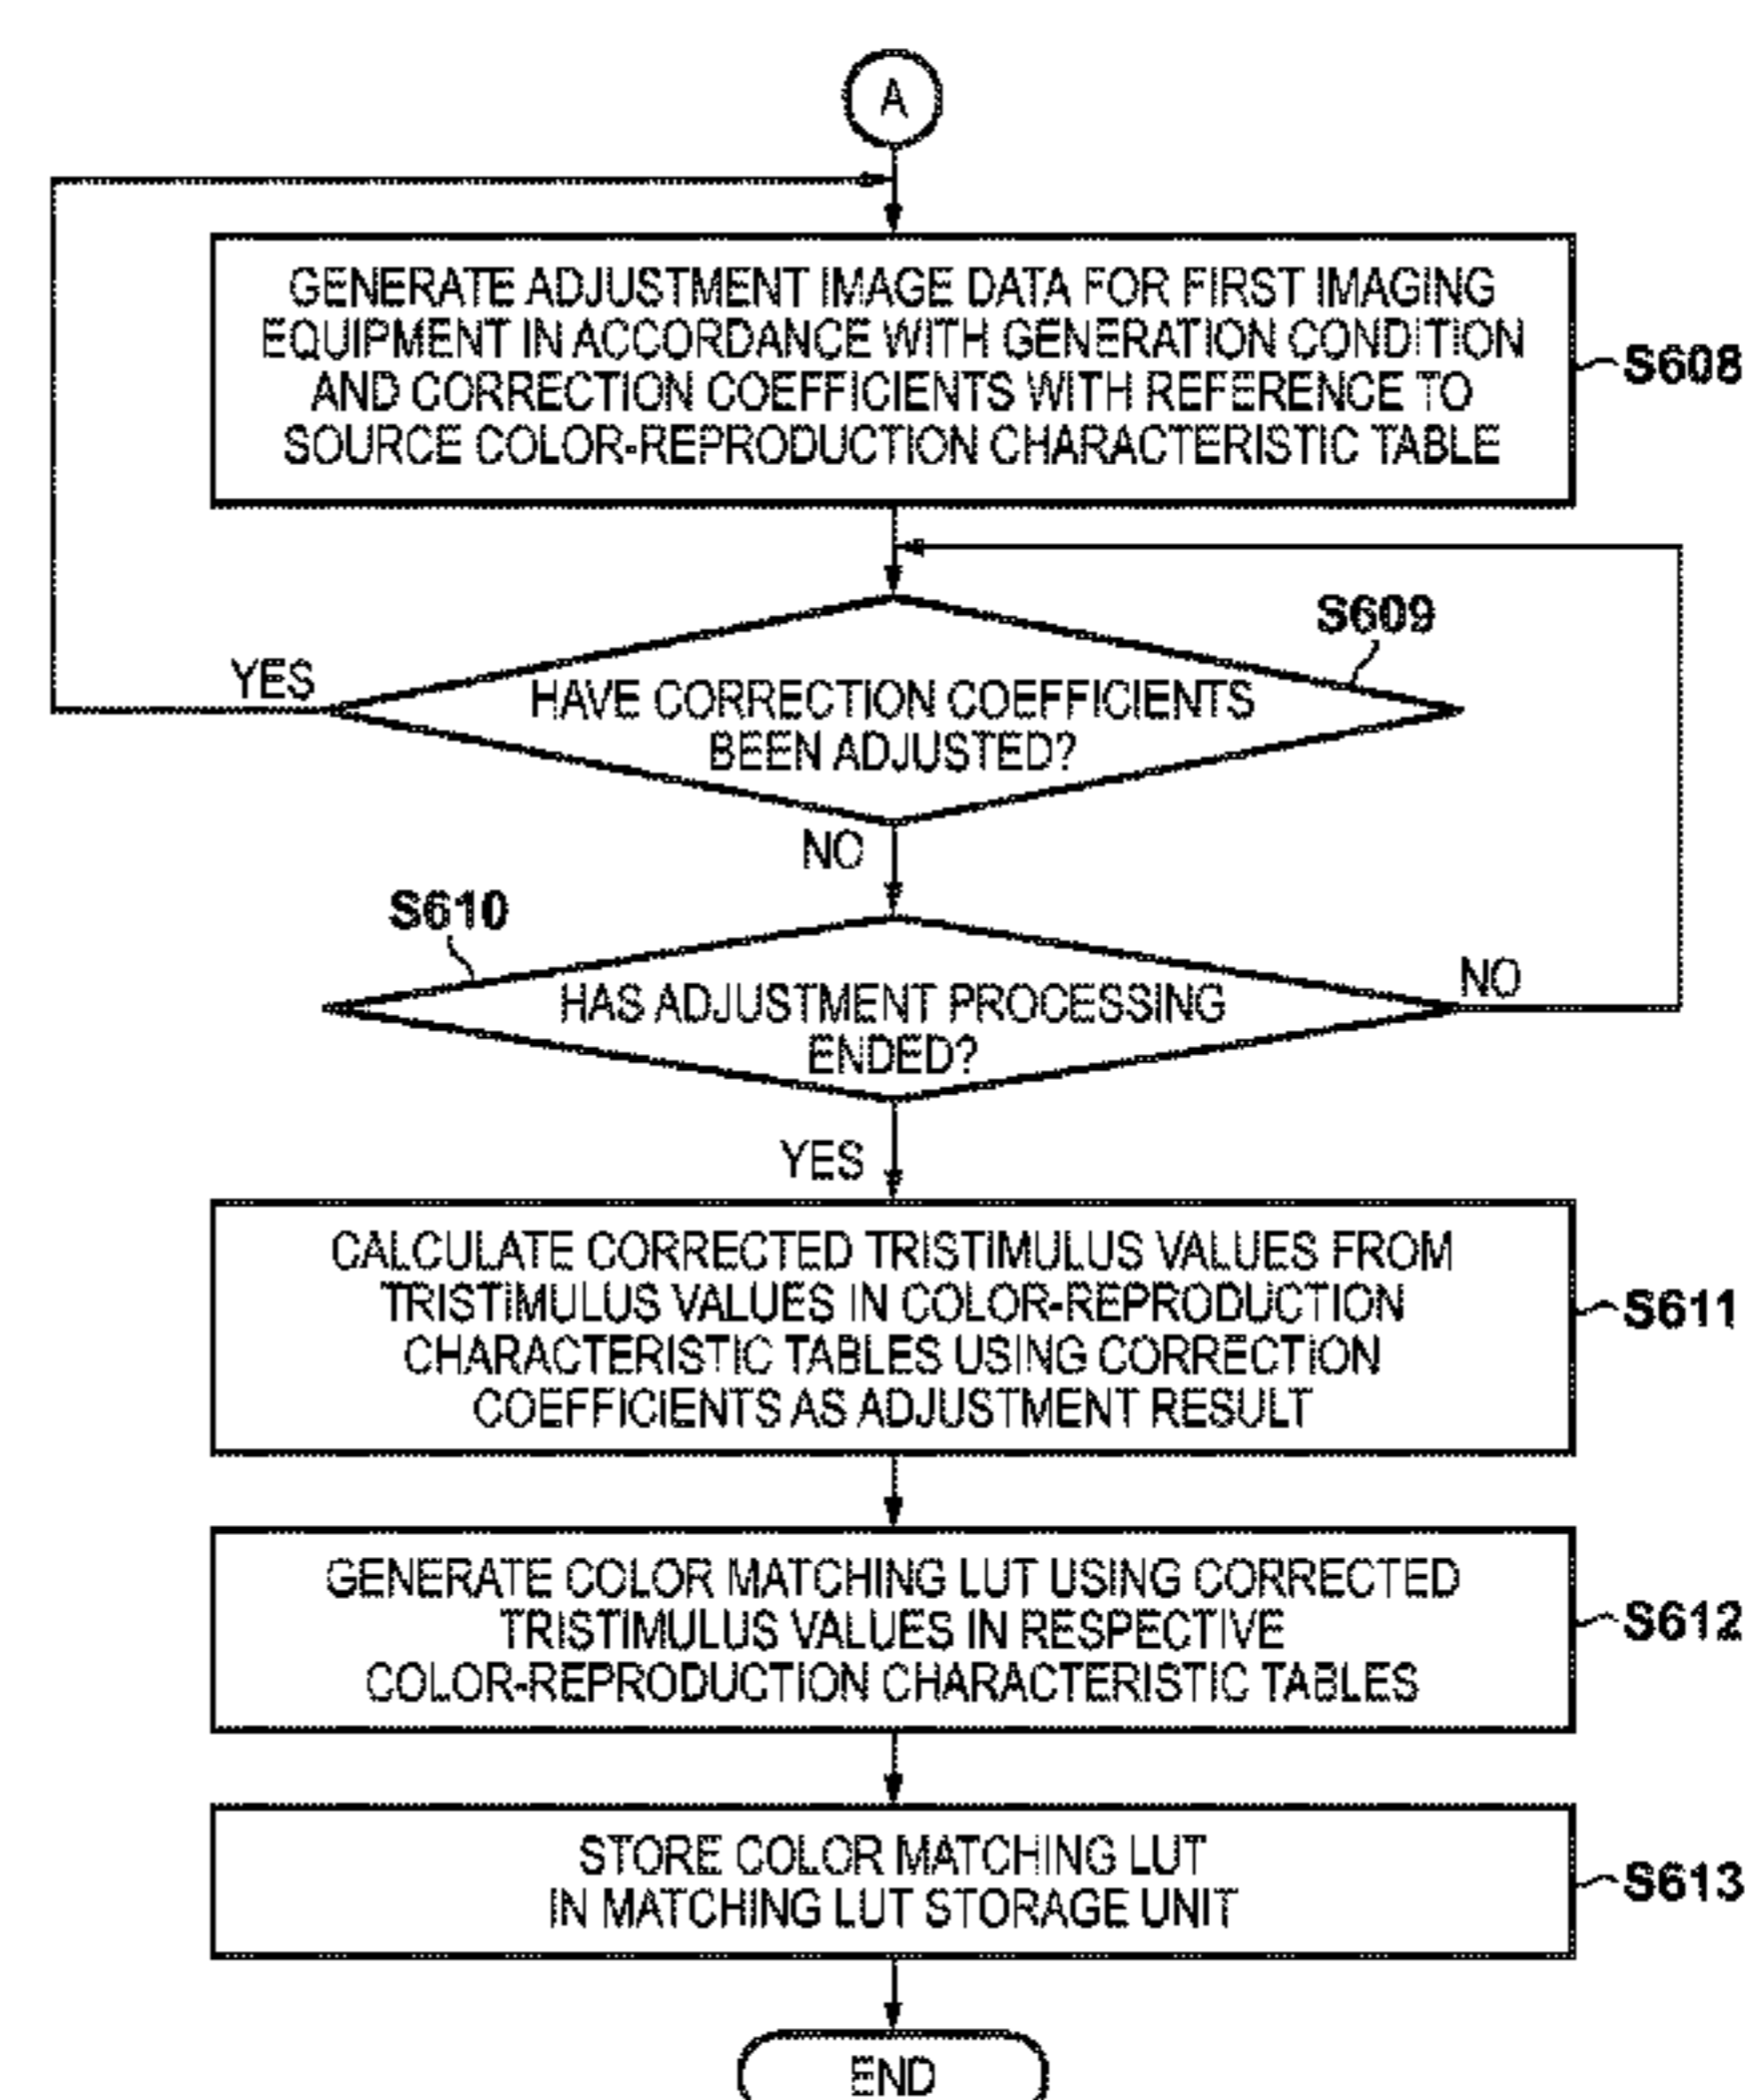 A
GENERATE ADJUSTMENT IMAGE DATA FOR FIRST IMAGING
EQUIPMENT IN ACCORDANCE WITH GENERATION CONDITION
AND CORRECTION COEFFICIENTS WITH REFERENCE TO
SOURCE COLOR-REPRODUCTION CHARACTERISTIC TABLE
S608
S609
YES
HAVE CORRECTION COEFFICIENTS
BEEN ADJUSTED?
NO
S610
HAS ADJUSTMENT PROCESSING
ENDED?
NO
YES
CALCULATE CORRECTED TRISTIMULUS VALUES FROM
TRISTIMULUS VALUES IN COLOR-REPRODUCTION
CHARACTERISTIC TABLES USING CORRECTION
COEFFICIENTS AS ADJUSTMENT RESULT
S611
GENERATE COLOR MATCHING LUT USING CORRECTED
TRISTIMULUS VALUES IN RESPECTIVE
COLOR-REPRODUCTION CHARACTERISTIC TABLES
S612
STORE COLOR MATCHING LUT
IN MATCHING LUT STORAGE UNIT
S613
END